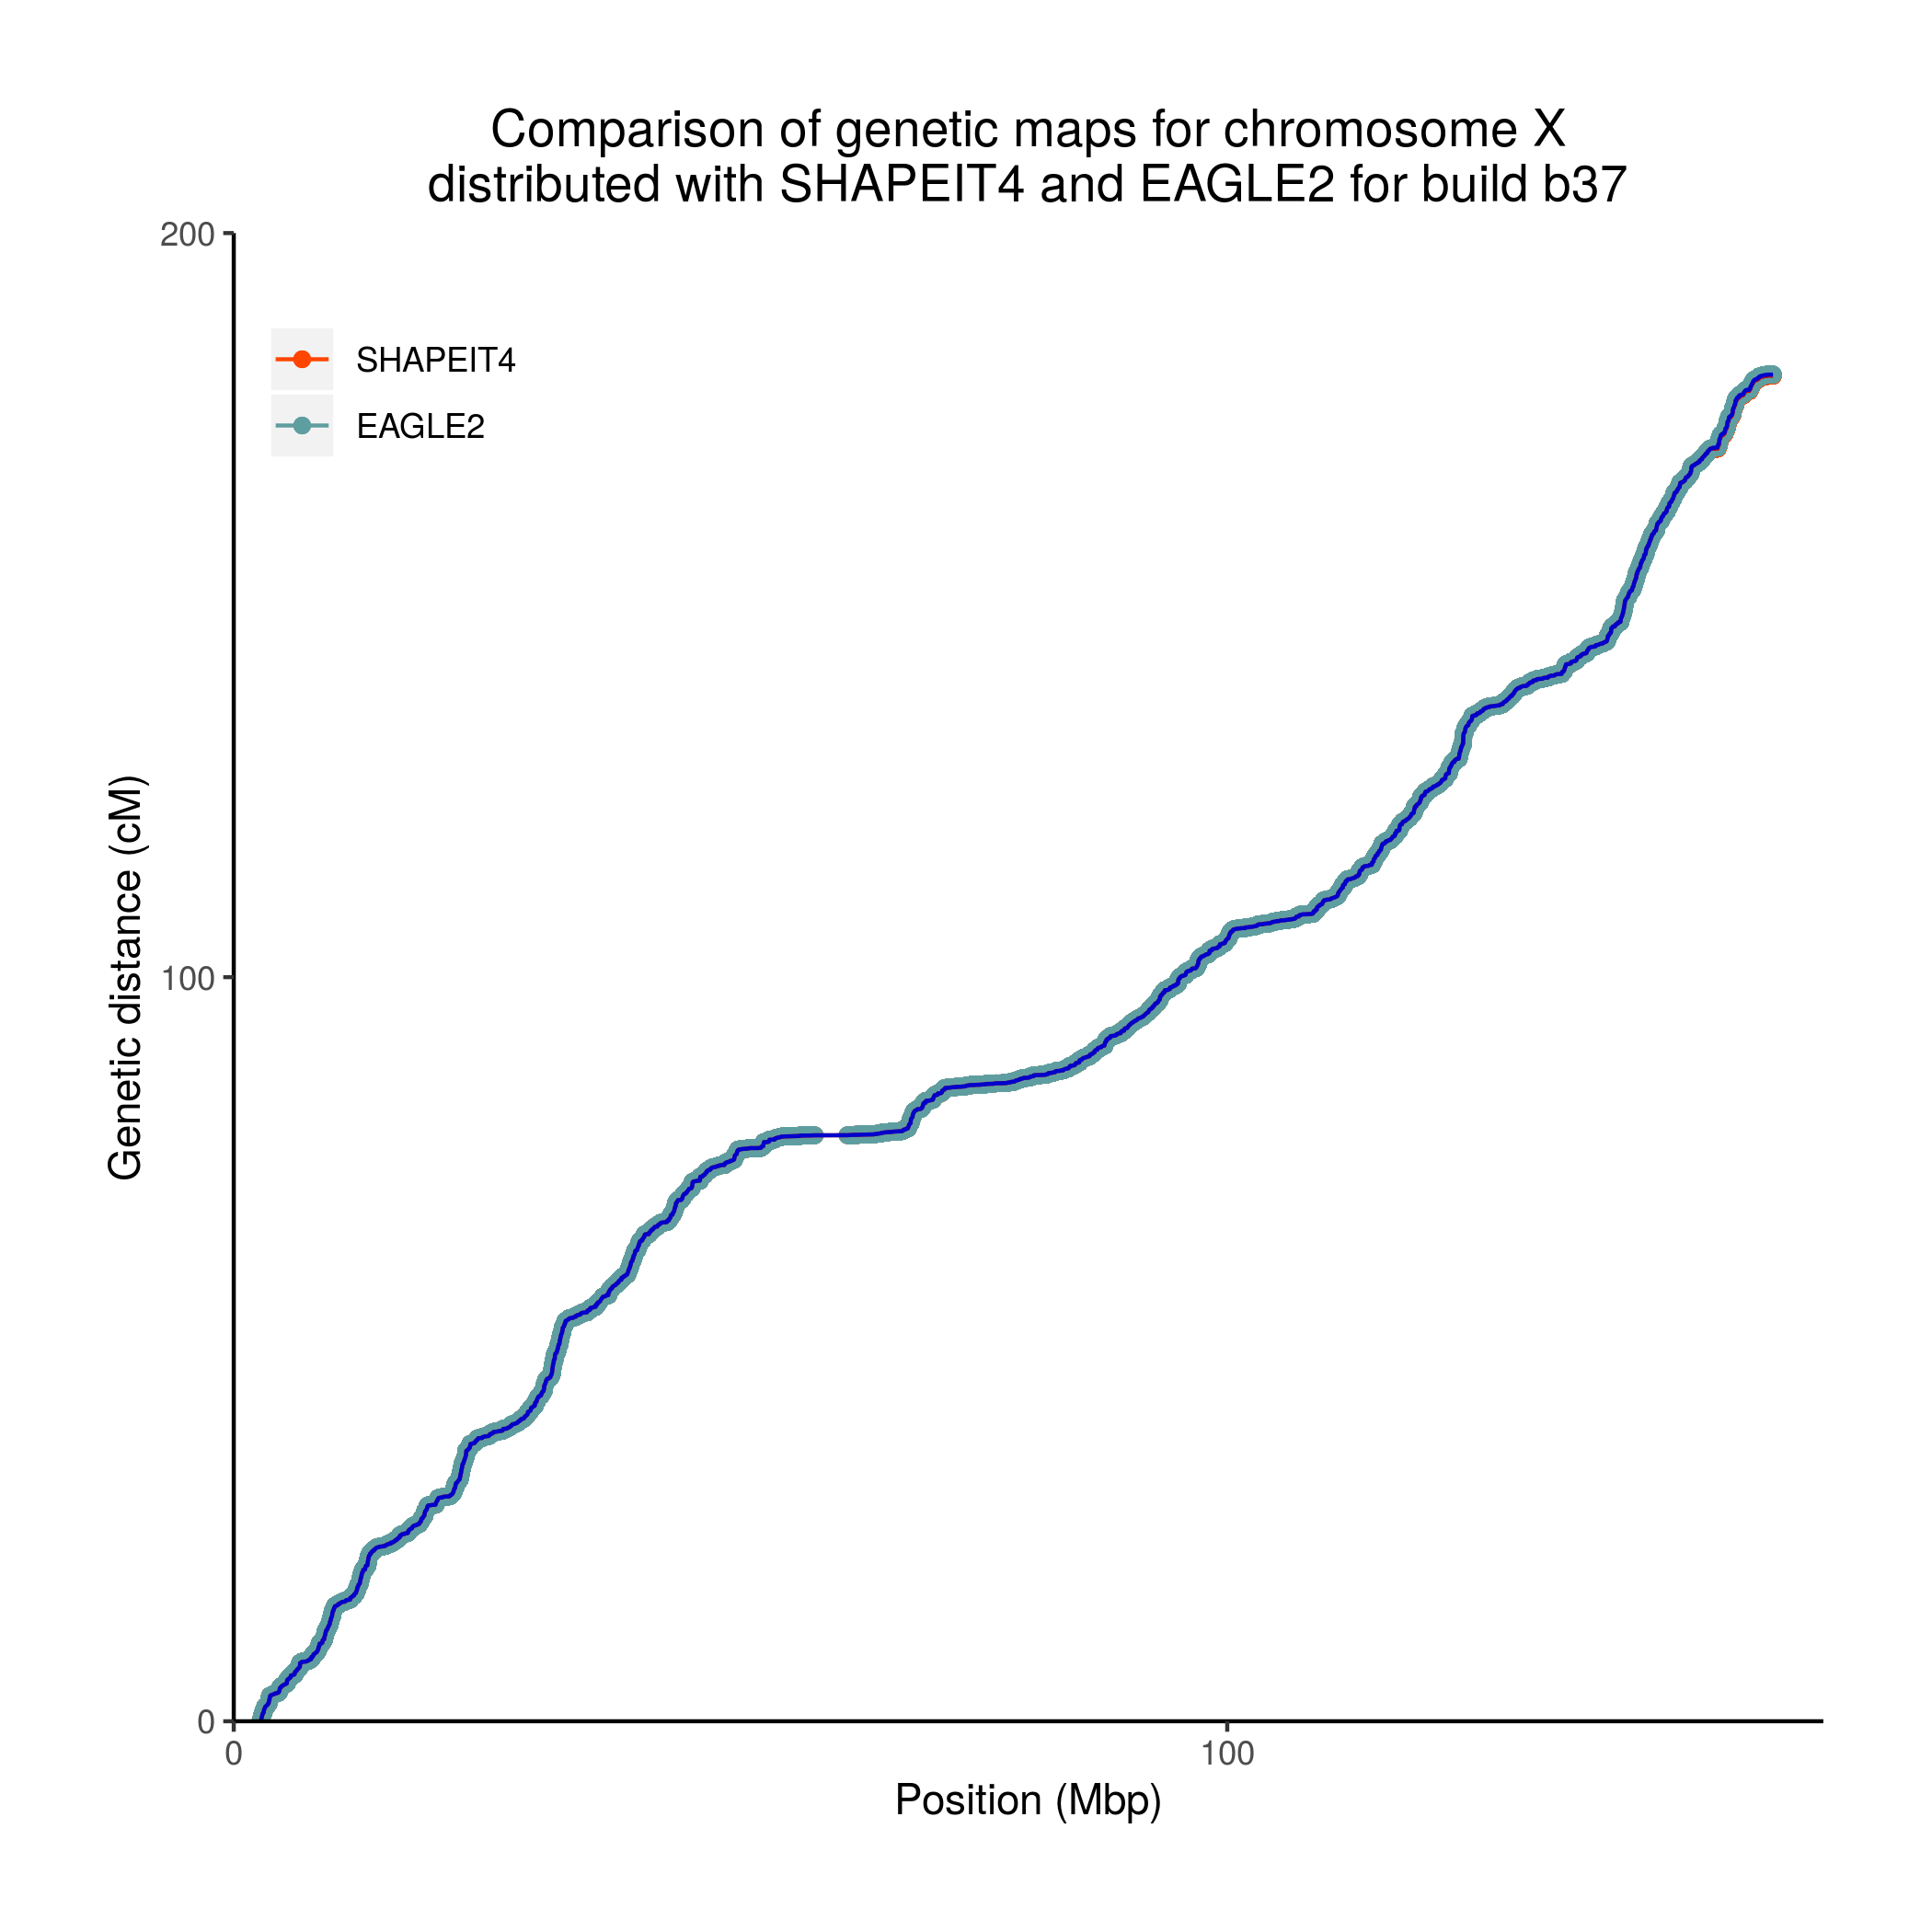 Comparison of genetic maps for chromosome X
distributed with SHAPEIT4 and EAGLE2 for build b37
200
SHAPEIT4
EAGLE2
Genetic distance (cM)
100
0
0
100
Position (Mbp)